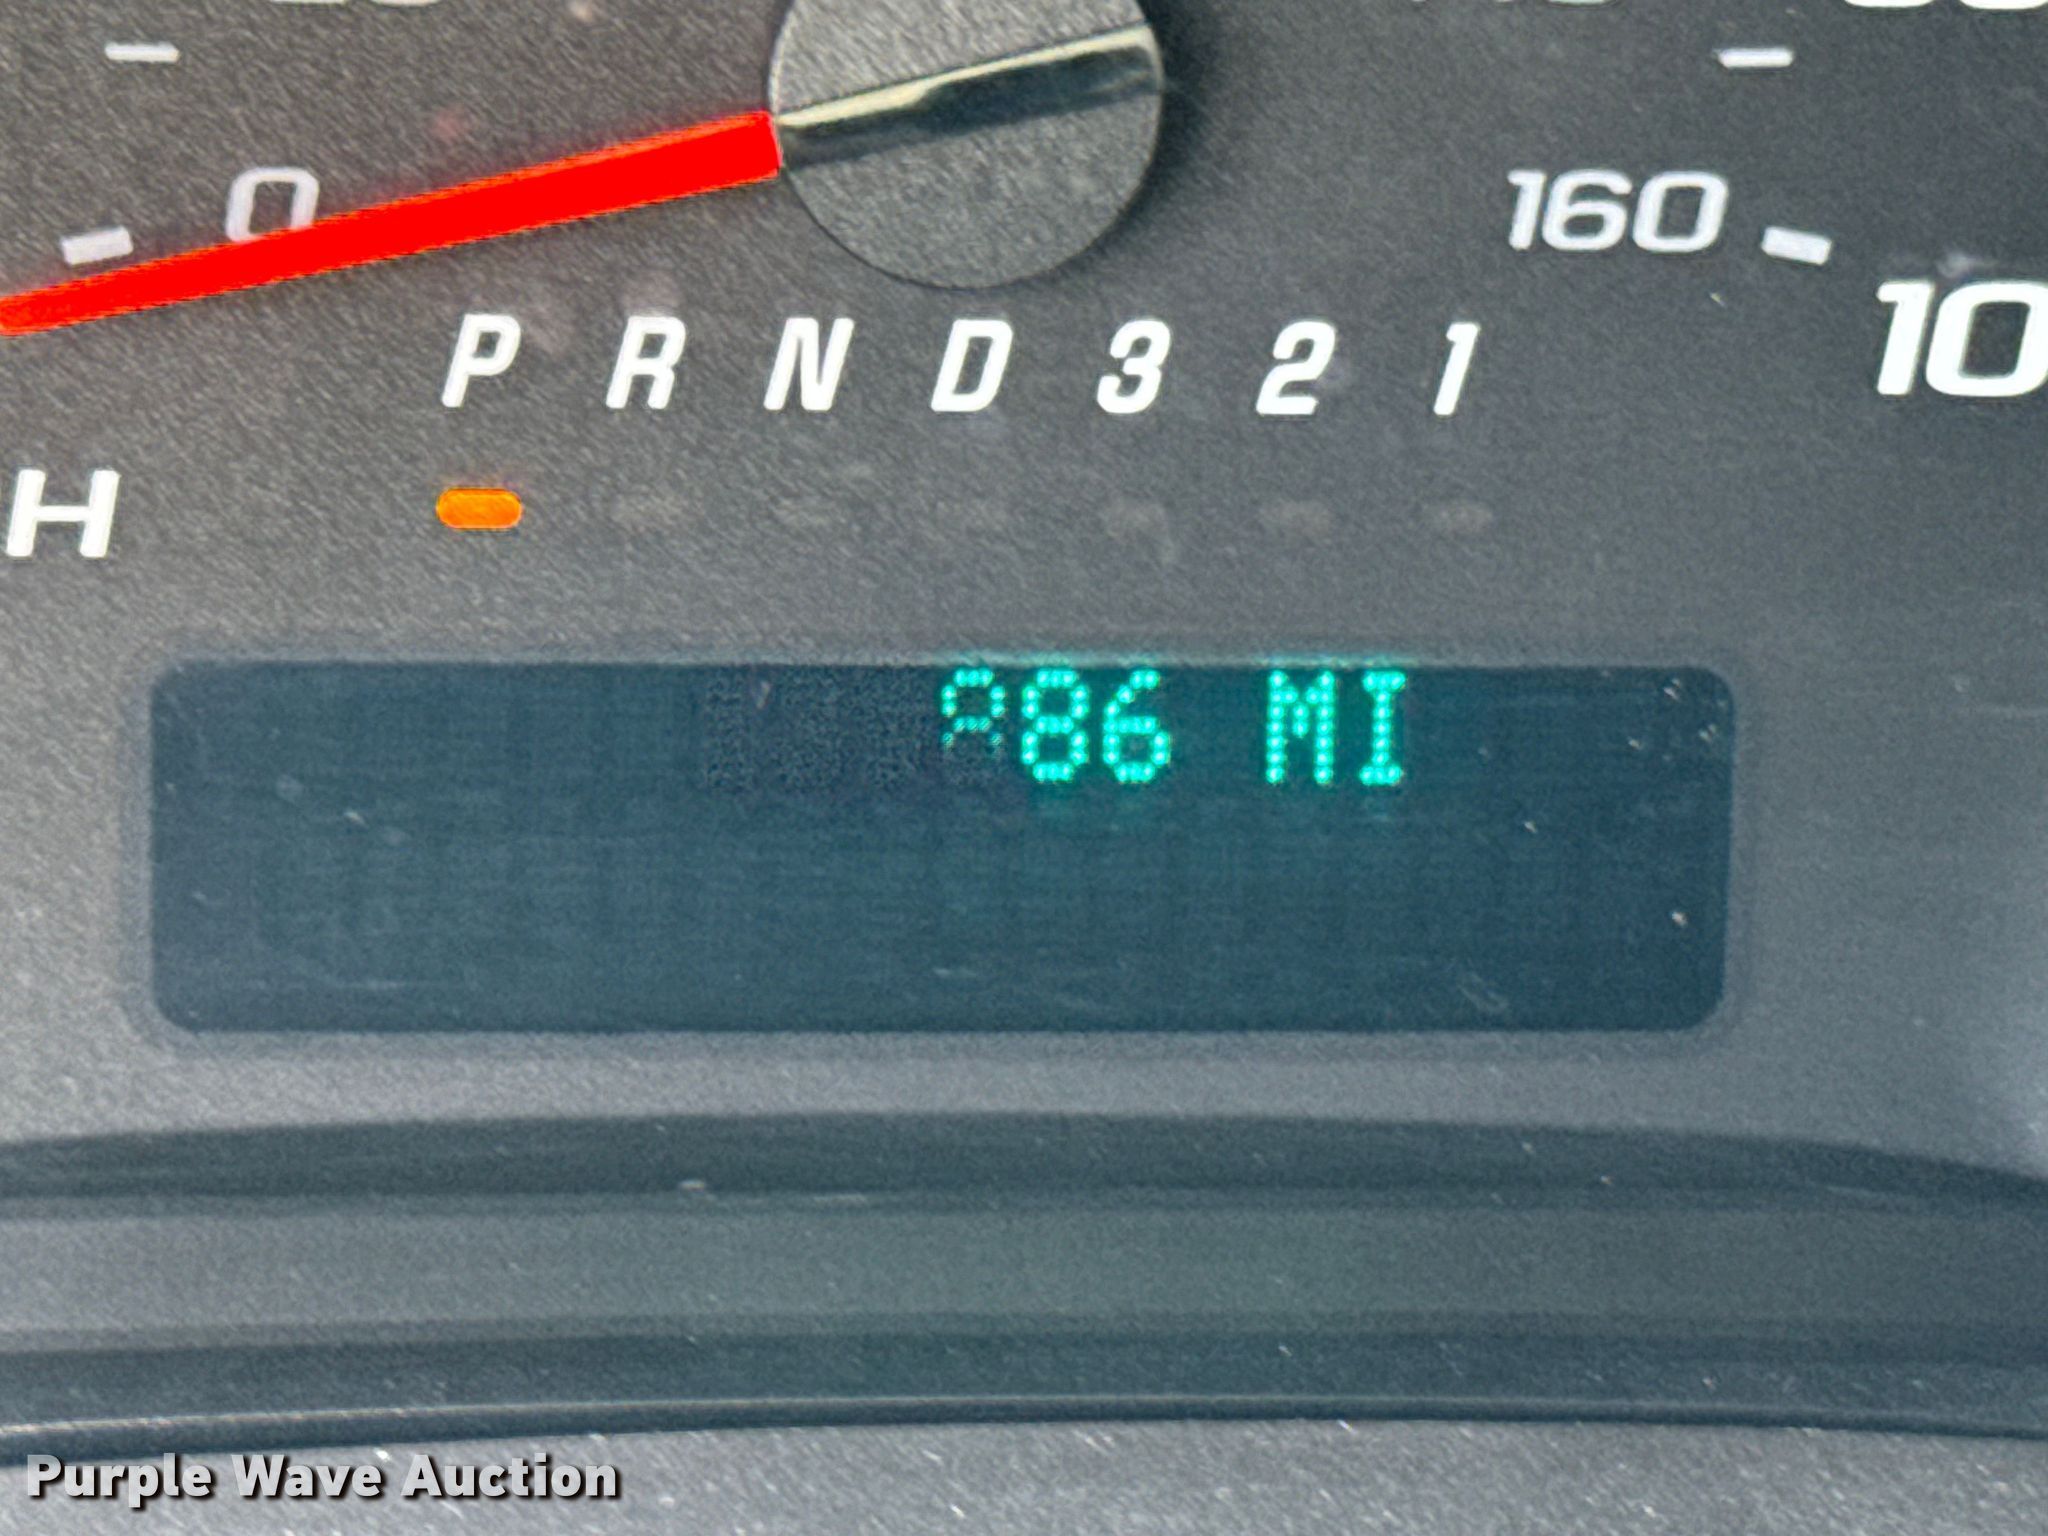 0
160
P R N D 3 2 1
10
H
86 MI
Purple Wave Auction